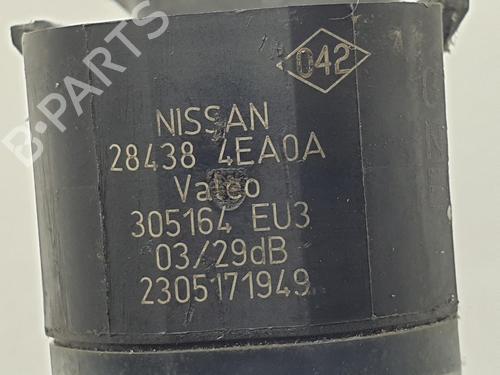 B-PARTS
042
NISSAN
28438 4EA0A
Valeo
305164 EU3
03/29dB
2305171949